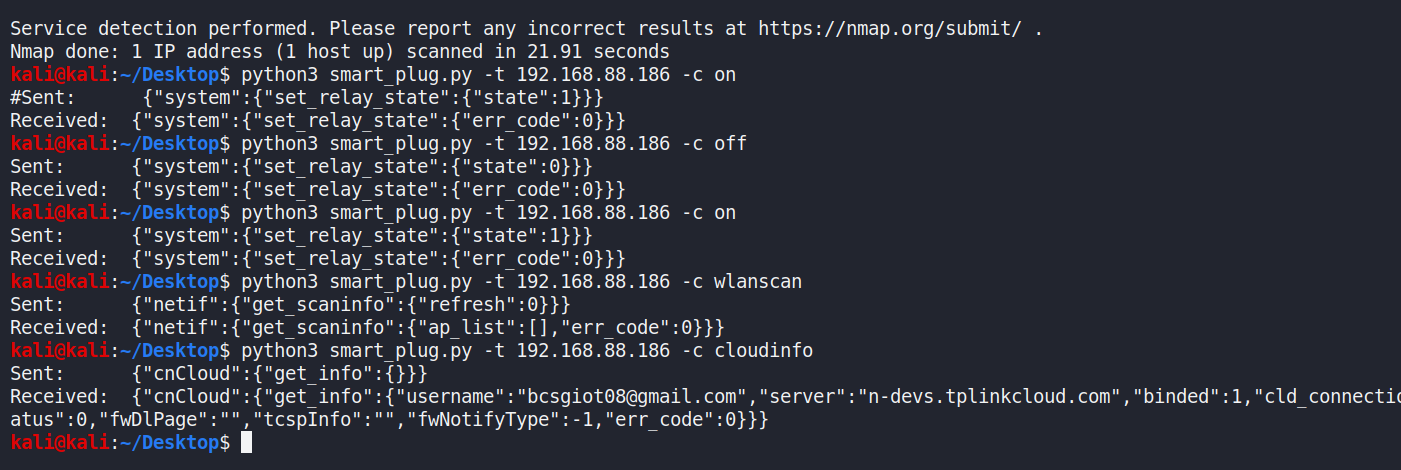 Service detection performed. Please report any incorrect results at https://nmap.org/submit/ .
Nmap done: 1 IP address (1 host up) scanned in 21.91 seconds
kali@kali:~/Desktop$ python3 smart_plug.py -t 192.168.88.186 -c on
#Sent:      {"system":{"set_relay_state":{"state":1}}}
Received:  {"system":{"set_relay_state":{"err_code":0}}}
kali@kali:~/Desktop$ python3 smart_plug.py -t 192.168.88.186 -c off
Sent:      {"system":{"set_relay_state":{"state":0}}}
Received:  {"system":{"set_relay_state":{"err_code":0}}}
kali@kali:~/Desktop$ python3 smart_plug.py -t 192.168.88.186 -c on
Sent:      {"system":{"set_relay_state":{"state":1}}}
Received:  {"system":{"set_relay_state":{"err_code":0}}}
kali@kali:~/Desktop$ python3 smart_plug.py -t 192.168.88.186 -c wlanscan
Sent:      {"netif":{"get_scaninfo":{"refresh":0}}}
Received:  {"netif":{"get_scaninfo":{"ap_list":[],"err_code":0}}}
kali@kali:~/Desktop$ python3 smart_plug.py -t 192.168.88.186 -c cloudinfo
Sent:      {"cnCloud":{"get_info":{}}}
Received:  {"cnCloud":{"get_info":{"username":"bcsgiot08@gmail.com","server":"n-devs.tplinkcloud.com","binded":1,"cld_connectio
atus":0,"fwDlPage":"","tcspInfo":"","fwNotifyType":-1,"err_code":0}}}
kali@kali:~/Desktop$